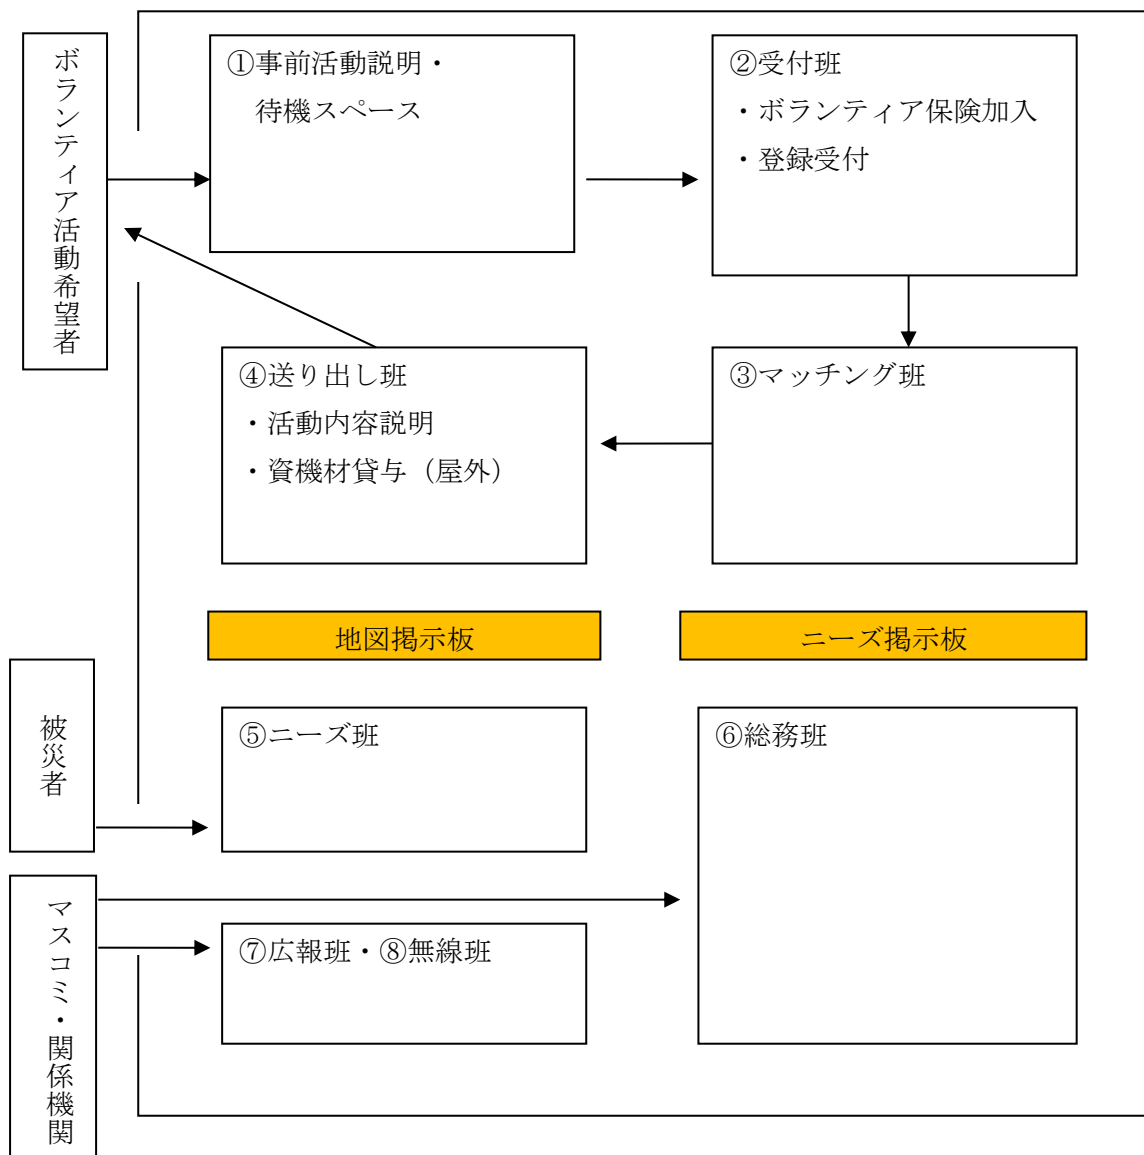 ボランティア活動希望者
①事前活動説明・
待機スペース
②受付班
・ボランティア保険加入
・登録受付
④送り出し班
・活動内容説明
・資機材貸与（屋外）
③マッチング班
地図掲示板
ニーズ掲示板
被災者
⑤ニーズ班
⑥総務班
マスコミ・関係機関
⑦広報班・⑧無線班